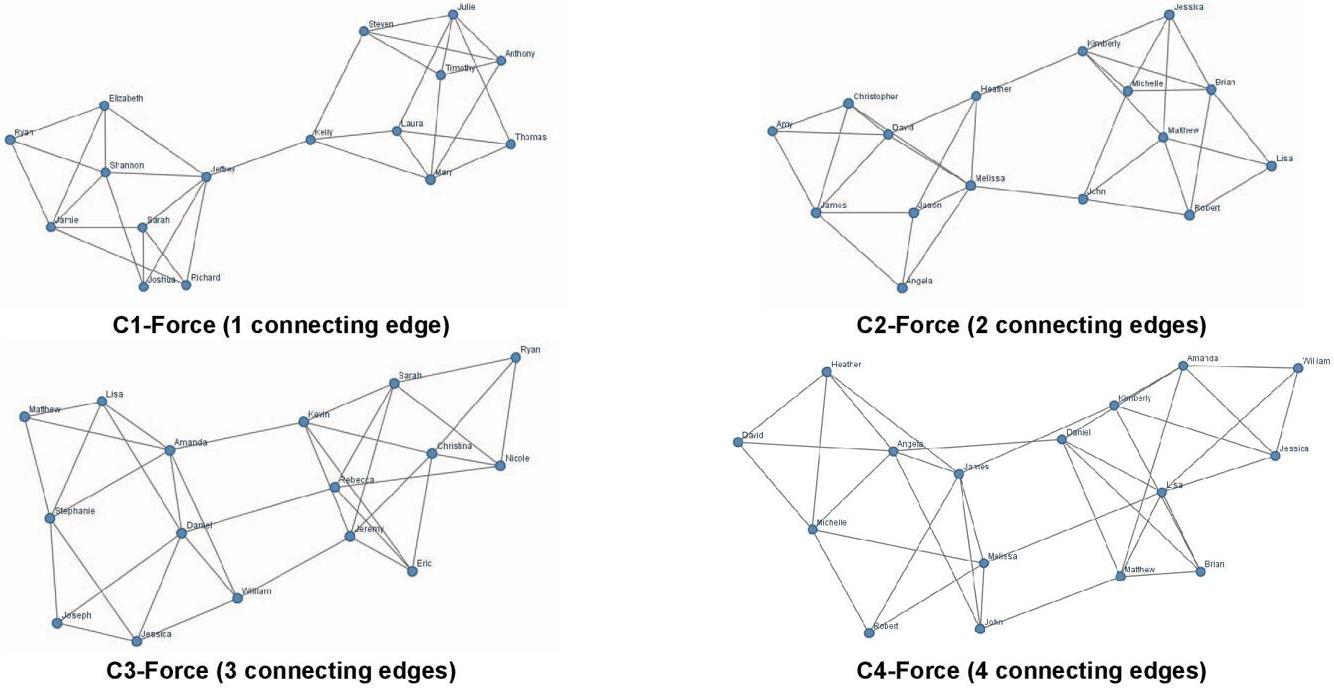 Steven
Julie
Anthony
Timothy
Elizabeth
Ryan
Kelly
Laura
Thomas
Shannon
Jeffrey
Mary
Jamie
Sarah
Joshua
Richard
C1-Force (1 connecting edge)
Jessica
Kimberly
Michelle
Brian
Heather
Christopher
Amy
David
Matthew
Lisa
Melissa
John
James
Jason
Robert
Angela
C2-Force (2 connecting edges)
Ryan
Sarah
Lisa
Matthew
Kevin
Amanda
Christina
Nicole
Rebecca
Stephanie
Daniel
Jeremy
Eric
William
Joseph
Jessica
C3-Force (3 connecting edges)
Amanda
William
Heather
Kimberly
David
Angela
Daniel
Jessica
James
Lisa
Michelle
Melissa
Matthew
Brian
Robert
John
C4-Force (4 connecting edges)